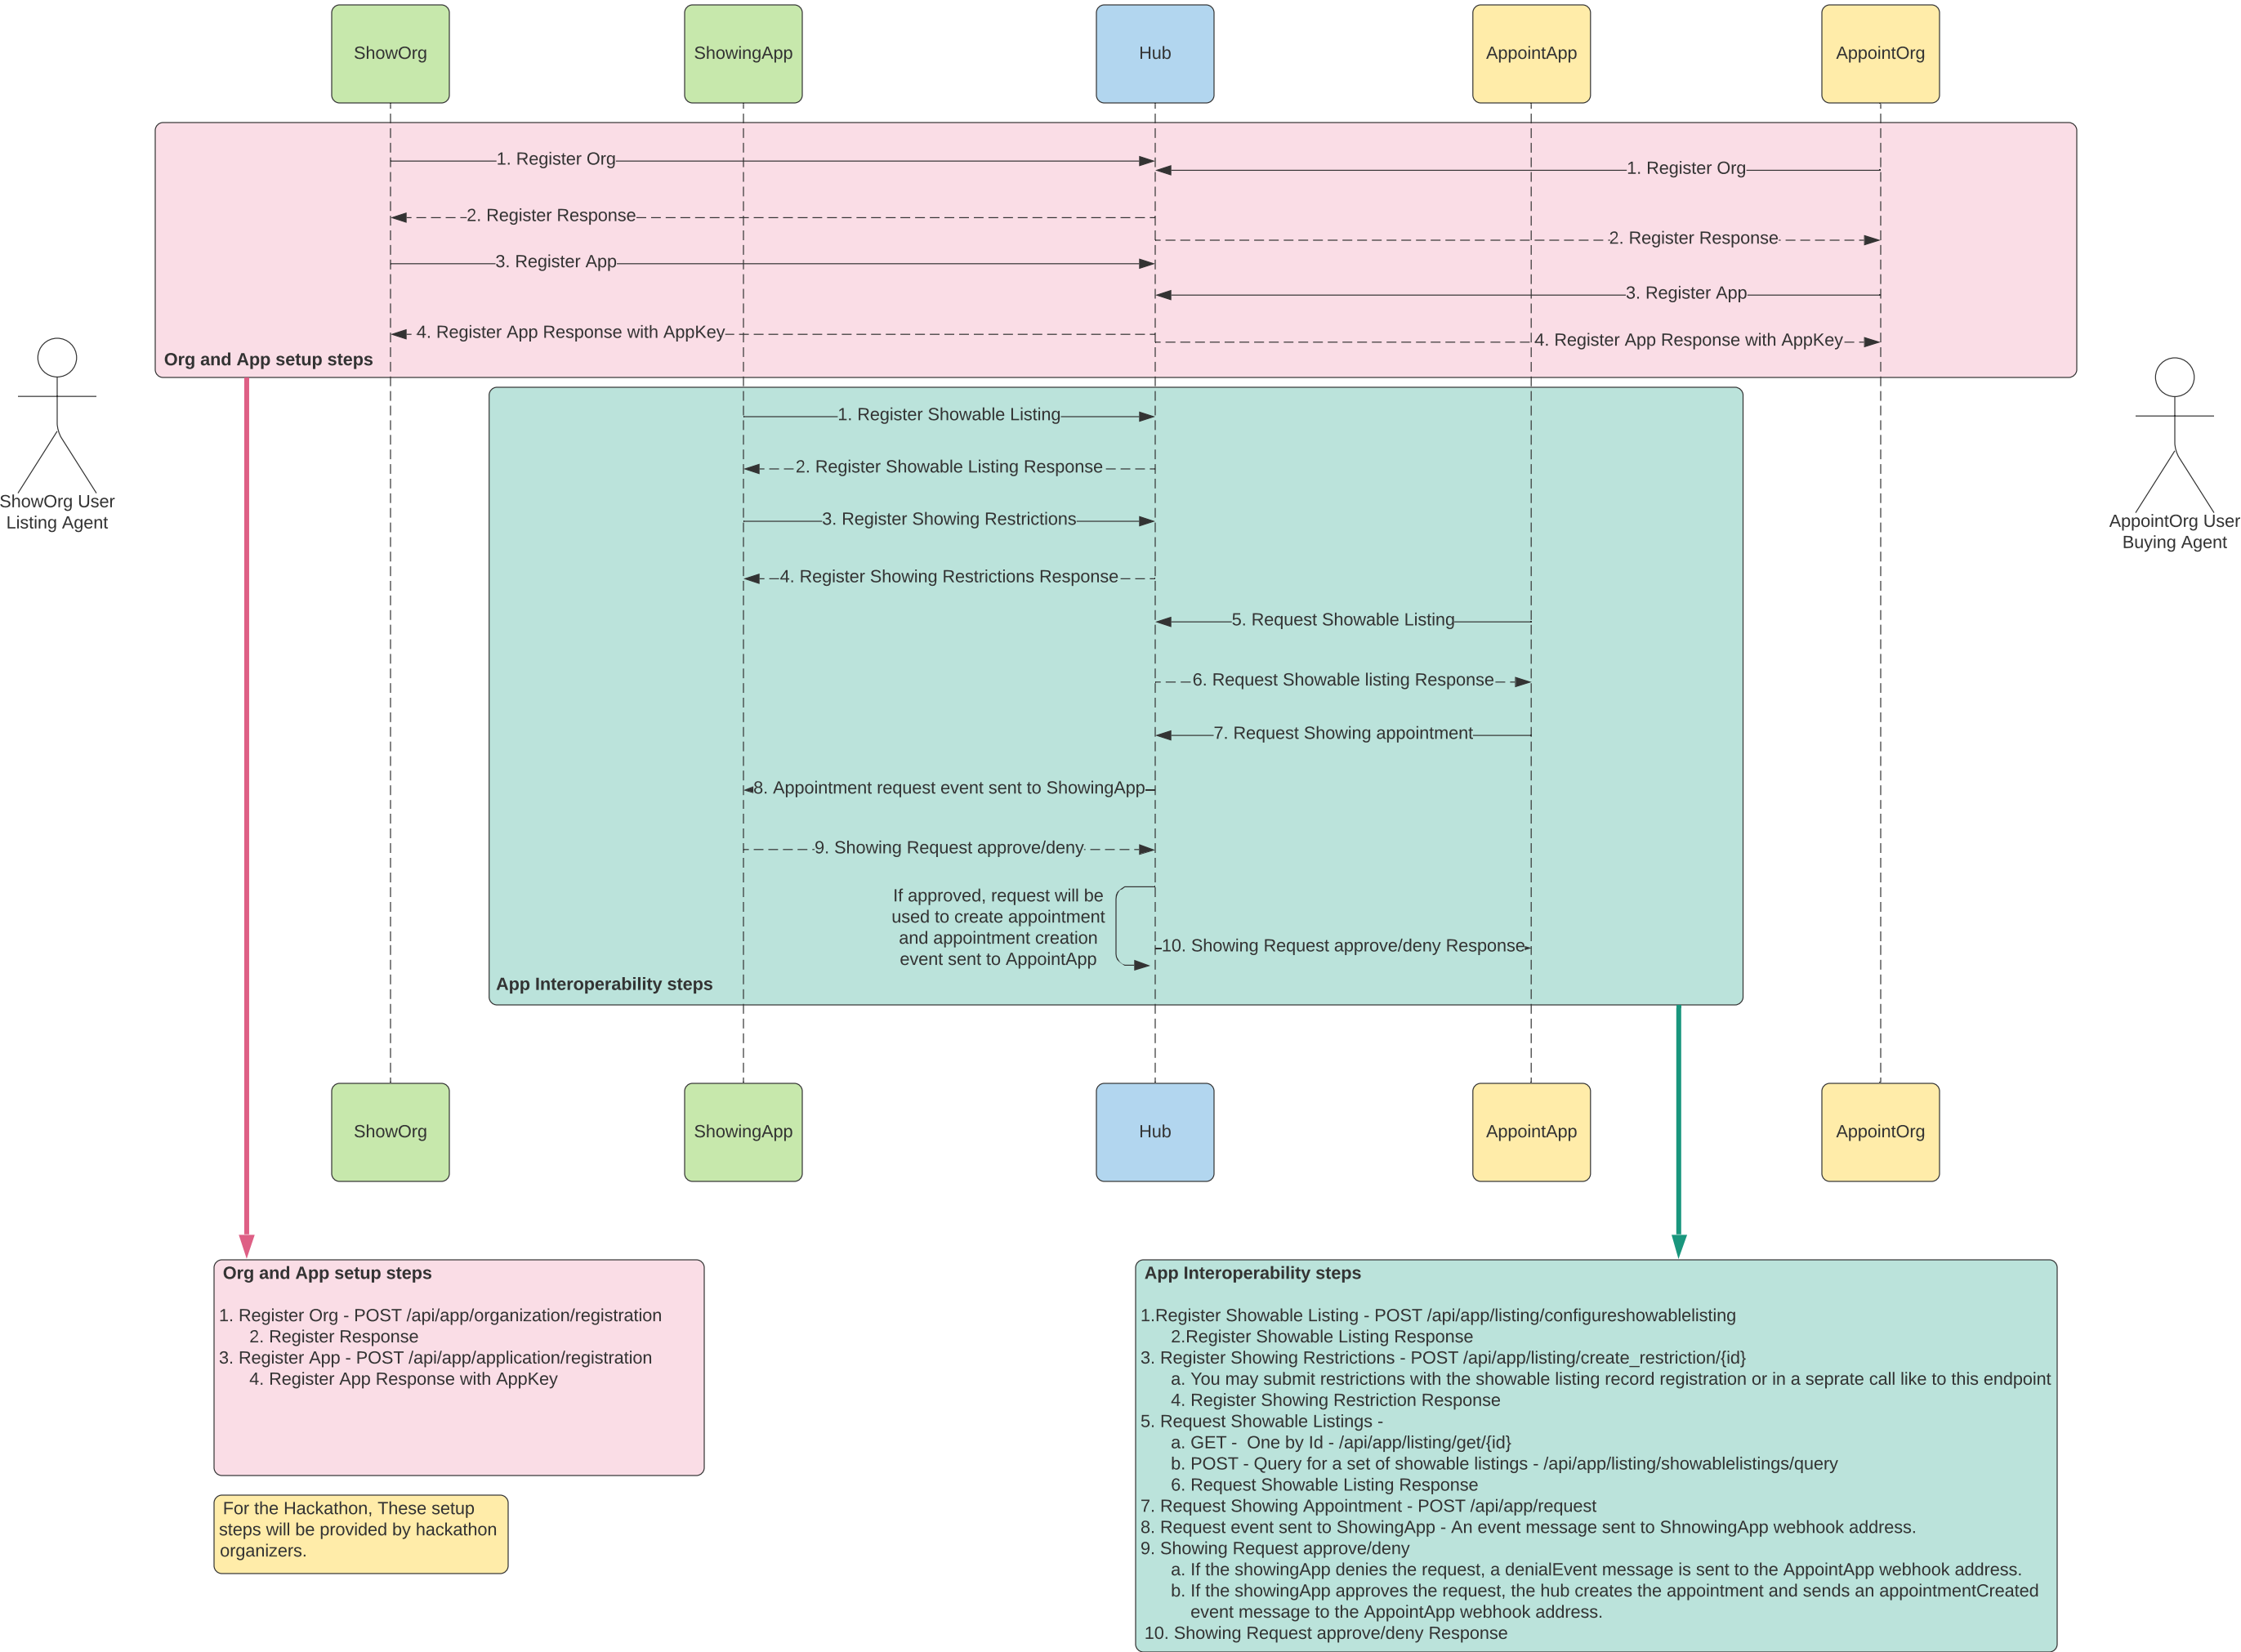 ShowOrg
ShowingApp
Hub
AppointApp
AppointOrg
1. Register Org
1. Register Org
2. Register Response
2. Register Response
3. Register App
3. Register App
4. Register App Response with AppKey
4. Register App Response with AppKey
Org and App setup steps
ShowOrg User
Listing Agent
AppointOrg User
Buying Agent
1. Register Showable Listing
2. Register Showable Listing Response
3. Register Showing Restrictions
4. Register Showing Restrictions Response
5. Request Showable Listing
6. Request Showable listing Response
7. Request Showing appointment
8. Appointment request event sent to ShowingApp
9. Showing Request approve/deny
If approved, request will be
used to create appointment
and appointment creation
event sent to AppointApp
10. Showing Request approve/deny Response
App Interoperability steps
ShowOrg
ShowingApp
Hub
AppointApp
AppointOrg
Org and App setup steps
1. Register Org - POST /api/app/organization/registration
2. Register Response
3. Register App - POST /api/app/application/registration
4. Register App Response with AppKey
For the Hackathon, These setup
steps will be provided by hackathon
organizers.
App Interoperability steps
1.Register Showable Listing - POST /api/app/listing/configureshowablelisting
2.Register Showable Listing Response
3. Register Showing Restrictions - POST /api/app/listing/create_restriction/{id}
a. You may submit restrictions with the showable listing record registration or in a seprate call like to this endpoint
4. Register Showing Restriction Response
5. Request Showable Listings -
a. GET - One by Id - /api/app/listing/get/{id}
b. POST - Query for a set of showable listings - /api/app/listing/showablelistings/query
6. Request Showable Listing Response
7. Request Showing Appointment - POST /api/app/request
8. Request event sent to ShowingApp - An event message sent to ShnowingApp webhook address.
9. Showing Request approve/deny
a. If the showingApp denies the request, a denialEvent message is sent to the AppointApp webhook address.
b. If the showingApp approves the request, the hub creates the appointment and sends an appointmentCreated
event message to the AppointApp webhook address.
10. Showing Request approve/deny Response